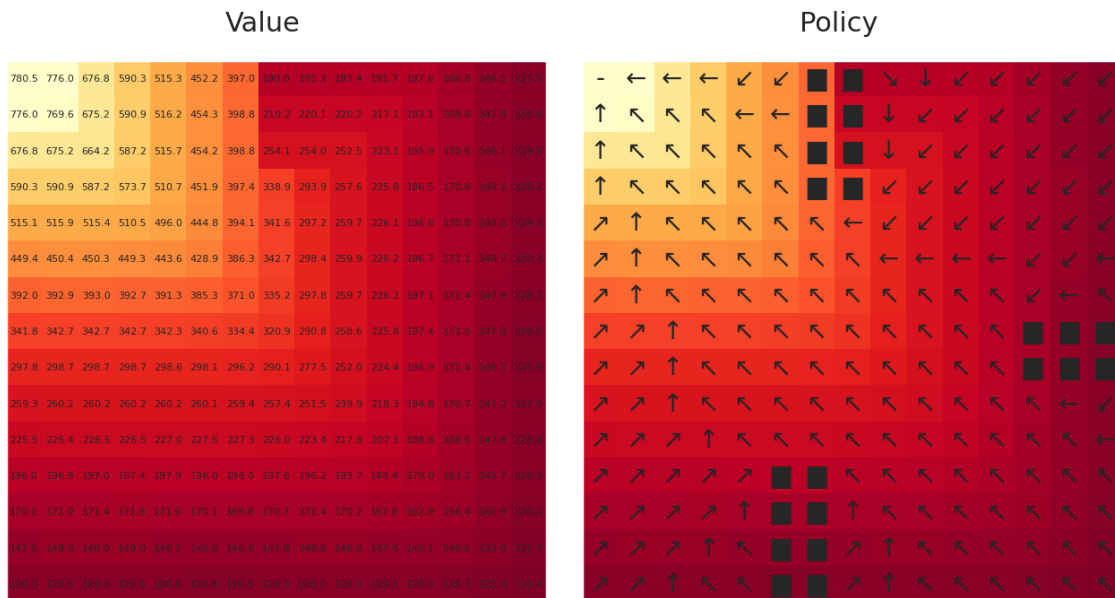 Value
Policy
780.5 776.0 676.8 590.3 515.3 452.2 397.0 190.0 191.3 192.4 191.7 187.6 166.8 146.5
776.0 769.6 675.2 590.9 516.2 454.3 398.8 219.2 220.1 220.2 217.1 193.1 169.8 147.8
676.8 675.2 664.2 587.2 515.7 454.2 398.8 254.1 254.0 252.5 223.1 195.9 170.6
590.3 590.9 587.2 573.7 510.7 451.9 397.4 338.9 293.9 257.6 225.8 196.5 170.8 148.2
515.1 515.9 515.4 510.5 496.0 444.8 394.1 341.6 297.2 259.7 226.1 196.6 170.8
449.4 450.4 450.3 449.3 443.6 428.9 386.3 342.7 298.4 259.9 226.2 196.7 171.1
392.0 392.9 393.0 392.7 391.3 385.3 371.0 335.2 297.8 259.7 226.2 197.1 171.4
341.8 342.7 342.7 342.7 342.3 340.6 334.4 320.9 290.8 258.6 225.8 197.4 171.5
297.8 298.7 298.7 298.7 298.6 298.1 296.2 290.1 277.5 252.0 224.4 196.9 171.4
259.3 260.2 260.2 260.2 260.2 260.1 259.4 257.4 251.5 239.9 218.3 194.8 170.7
225.5 226.4 226.5 226.5 227.0 227.5 227.3 226.0 223.4 217.8 207.3 188.8 168.6
196.0 196.9 197.0 197.4 197.9 198.0 198.0 197.6 196.2 193.7 188.4 179.0 163.2
170.1 171.0 171.4 171.8 171.0 170.1 169.8 170.7 171.4 170.2 167.8 162.9 154.4
147.6 148.6 149.0 149.0 148.2 146.6 146.4 147.8 148.6 148.6 147.4 145.1